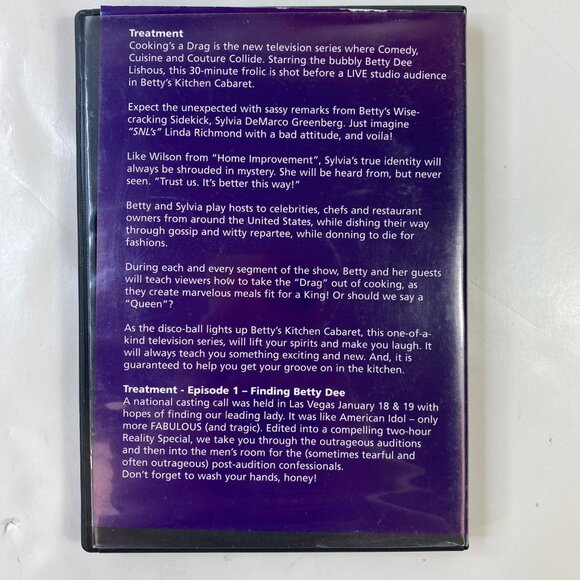 Treatment
Cooking's a Drag is the new television series where Comedy,
Cuisine and Couture Collide. Starring the bubbly Betty Dee
Lishous, this 30-minute frolic is shot before a LIVE studio audience
in Betty's Kitchen Cabaret.
Expect the unexpected with sassy remarks from Betty's Wise-
cracking Sidekick, Sylvia DeMarco Greenberg. Just imagine
"SNL's" Linda Richmond with a bad attitude, and voila!
Like Wilson from "Home Improvement", Sylvia's true identity will
always be shrouded in mystery. She will be heard from, but never
seen. "Trust us. It's better this way!"
Betty and Sylvia play hosts to celebrities, chefs and restaurant
owners from around the United States, while dishing their way
through gossip and witty repartee, while donning to die for
fashions.
During each and every segment of the show, Betty and her guests
will teach viewers how to take the "Drag" out of cooking, as
they create marvelous meals fit for a King! Or should we say a
"Queen"?
As the disco-ball lights up Betty's Kitchen Cabaret, this one-of-a-
kind television series, will lift your spirits and make you laugh. It
will always teach you something exciting and new. And, it is
guaranteed to help you get your groove on in the kitchen.
Treatment - Episode 1 – Finding Betty Dee
A national casting call was held in Las Vegas January 18 & 19 with
hopes of finding our leading lady. It was like American Idol – only
more FABULOUS (and tragic). Edited into a compelling two-hour
Reality Special, we take you through the outrageous auditions
and then into the men's room for the (sometimes tearful and
often outrageous) post-audition confessionals.
Don't forget to wash your hands, honey!